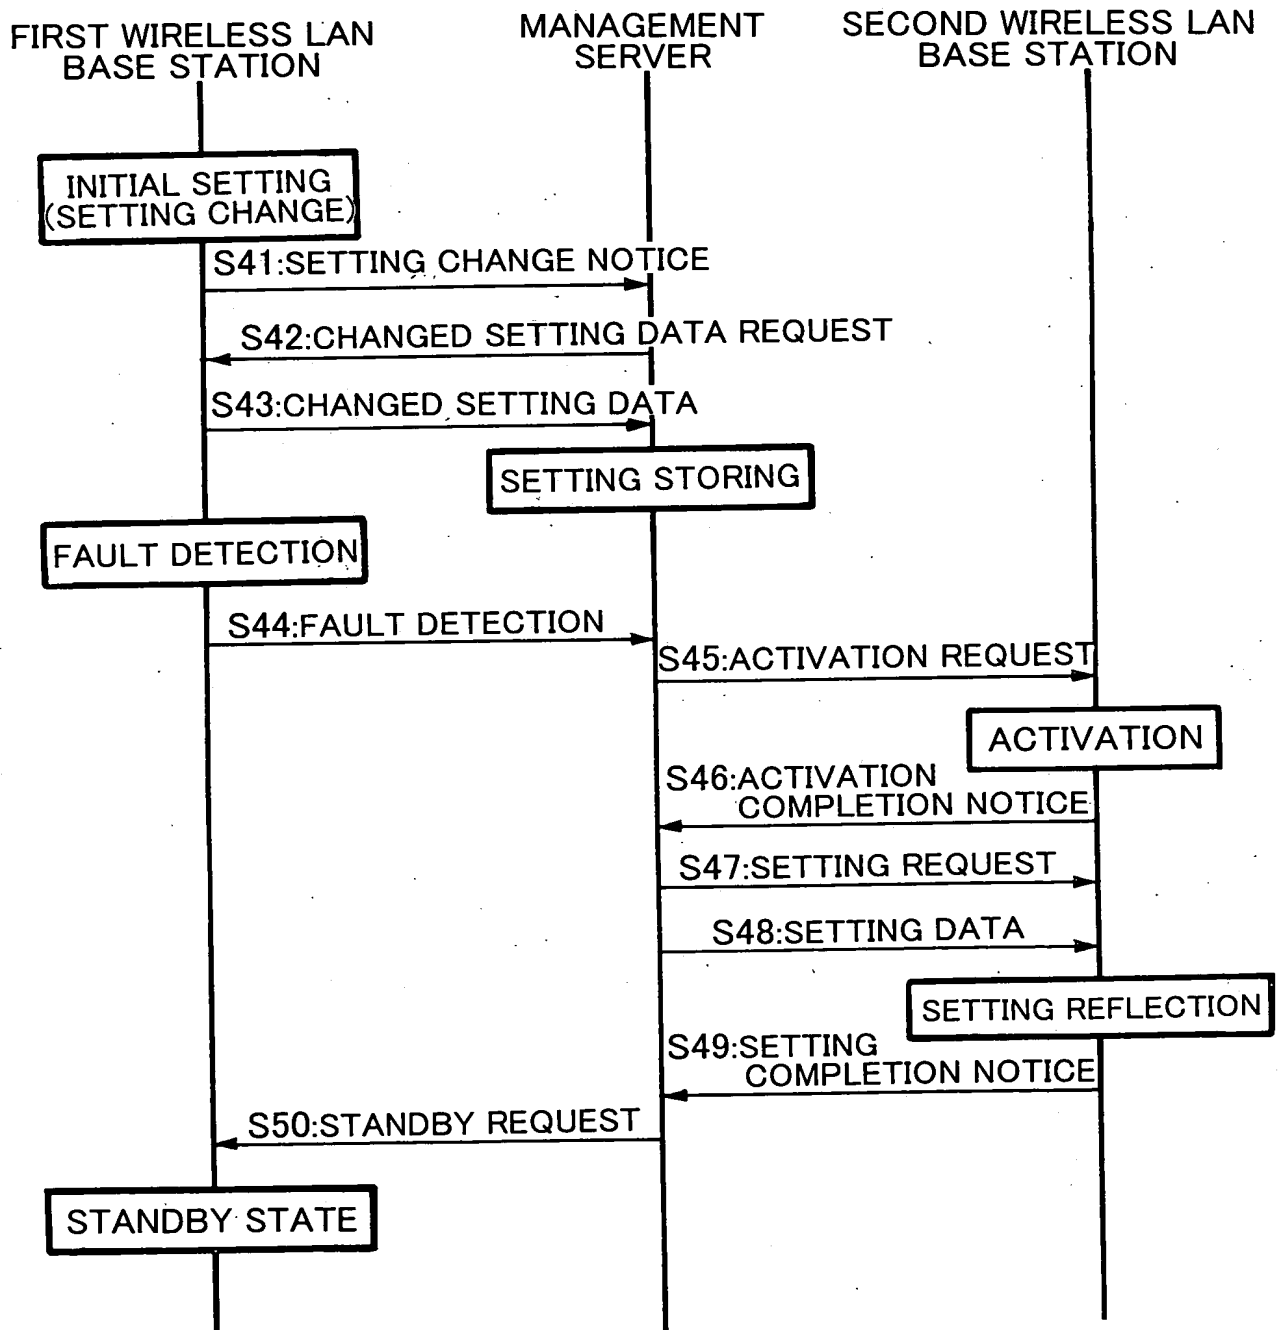 FIRST WIRELESS LAN
BASE STATION
MANAGEMENT
SERVER
SECOND WIRELESS LAN
BASE STATION
INITIAL SETTING
(SETTING CHANGE)
S41:SETTING CHANGE NOTICE
S42:CHANGED SETTING DATA REQUEST
S43:CHANGED SETTING DATA
SETTING STORING
FAULT DETECTION
S44:FAULT DETECTION
S45:ACTIVATION REQUEST
ACTIVATION
S46:ACTIVATION
COMPLETION NOTICE
S47:SETTING REQUEST
S48:SETTING DATA
SETTING REFLECTION
S49:SETTING
COMPLETION NOTICE
S50:STANDBY REQUEST
STANDBY STATE